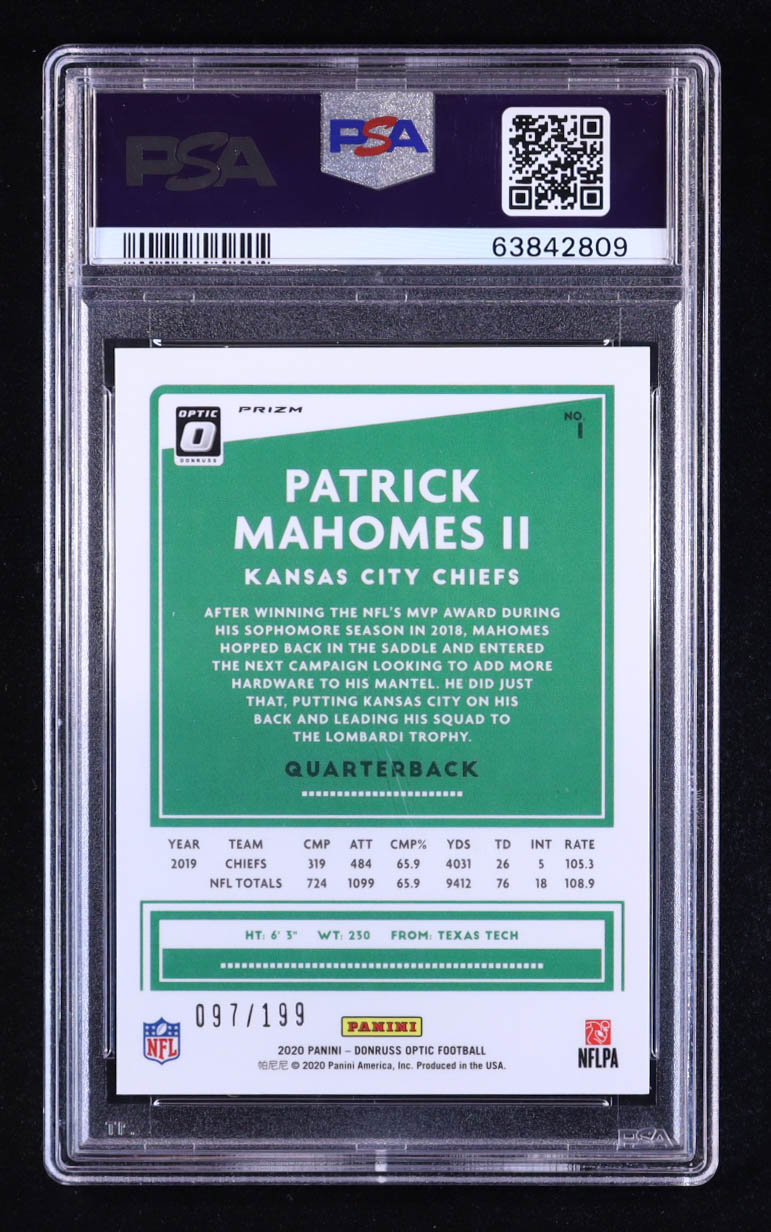 PSA
PSA
63842809
OPTIC
DONRUSS
PRIZM
NO.
1
PATRICK
MAHOMES II
KANSAS CITY CHIEFS
AFTER WINNING THE NFL'S MVP AWARD DURING
HIS SOPHOMORE SEASON IN 2018, MAHOMES
HOPPED BACK IN THE SADDLE AND ENTERED
THE NEXT CAMPAIGN LOOKING TO ADD MORE
HARDWARE TO HIS MANTEL. HE DID JUST
THAT, PUTTING KANSAS CITY ON HIS
BACK AND LEADING HIS SQUAD TO
THE LOMBARDI TROPHY.
QUARTERBACK
YEAR TEAM CMP ATT CMP% YDS TD INT RATE
2019 CHIEFS 319 484 65.9 4031 26 5 105.3
NFL TOTALS 724 1099 65.9 9412 76 18 108.9
HT: 6' 3" WT: 230 FROM: TEXAS TECH
097/199
NFL
PANINI
NFLPA
2020 PANINI – DONRUSS OPTIC FOOTBALL
帕尼尼 © 2020 Panini America, Inc. Produced in the USA.
PSA